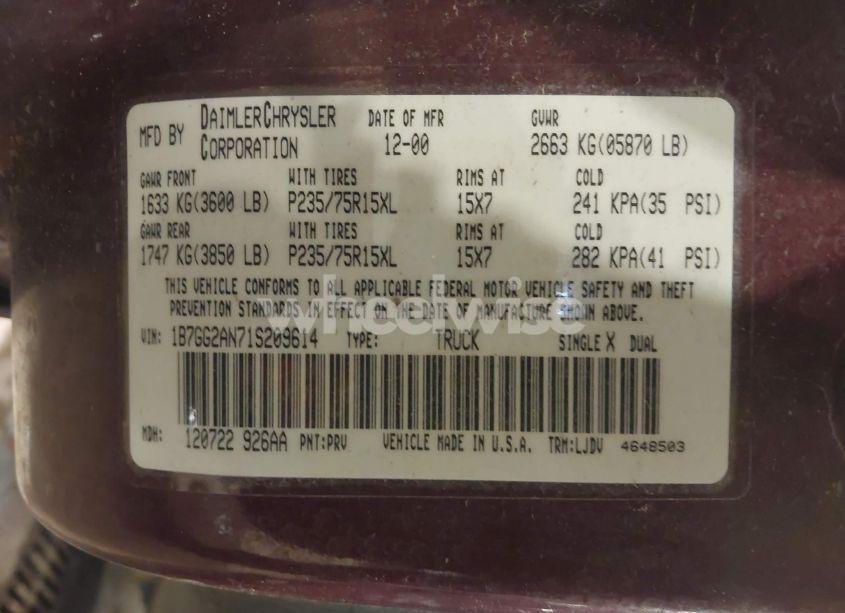 MFD BY DAIMLERCHRYSLER CORPORATION DATE OF MFR 12-00 GVWR 2663 KG(05870 LB)
GAWR FRONT WITH TIRES RIMS AT COLD
1633 KG(3600 LB) P235/75R15XL 15X7 241 KPA(35 PSI)
GAWR REAR WITH TIRES RIMS AT COLD
1747 KG(3850 LB) P235/75R15XL 15X7 282 KPA(41 PSI)
THIS VEHICLE CONFORMS TO ALL APPLICABLE FEDERAL MOTOR VEHICLE SAFETY AND THEFT
PREVENTION STANDARDS IN EFFECT ON THE DATE OF MANUFACTURE SHOWN ABOVE.
wheelwise
VIN: 1B7GG2AN71S209614 TYPE: TRUCK SINGLE X DUAL
MDH: 120722 926AA PNT:PRV VEHICLE MADE IN U.S.A. TRM:LJDV 4648503